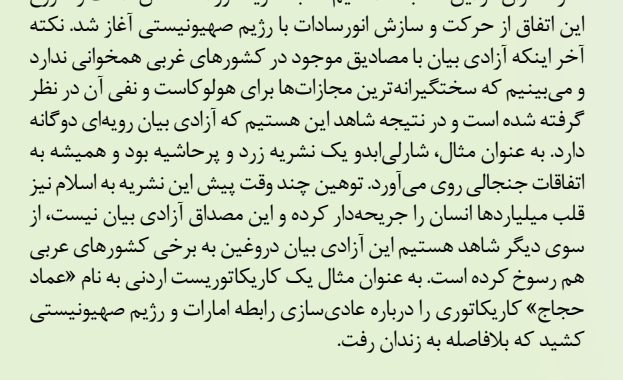 این اتفاق از حرکت و سازش انورسادات با رژیم صهیونیستی آغاز شد. نکته
آخر اینکه آزادی بیان با مصادیق موجود در کشورهای غربی همخوانی ندارد
و می‌بینیم که سختگیرانه‌ترین مجازات‌ها برای هولوکاست و نفی آن در نظر
گرفته شده است و در نتیجه شاهد این هستیم که آزادی بیان رویه‌ای دوگانه
دارد. به عنوان مثال، شارلی‌ابدو یک نشریه زرد و پرحاشیه بود و همیشه به
اتفاقات جنجالی روی می‌آورد. توهین چند وقت پیش این نشریه به اسلام نیز
قلب میلیاردها انسان را جریحه‌دار کرده و این مصداق آزادی بیان نیست، از
سوی دیگر شاهد هستیم این آزادی بیان دروغین به برخی کشورهای عربی
هم رسوخ کرده است. به عنوان مثال یک کاریکاتوریست اردنی به نام «عماد
حجاج» کاریکاتوری را درباره عادی‌سازی رابطه امارات و رژیم صهیونیستی
کشید که بلافاصله به زندان رفت.